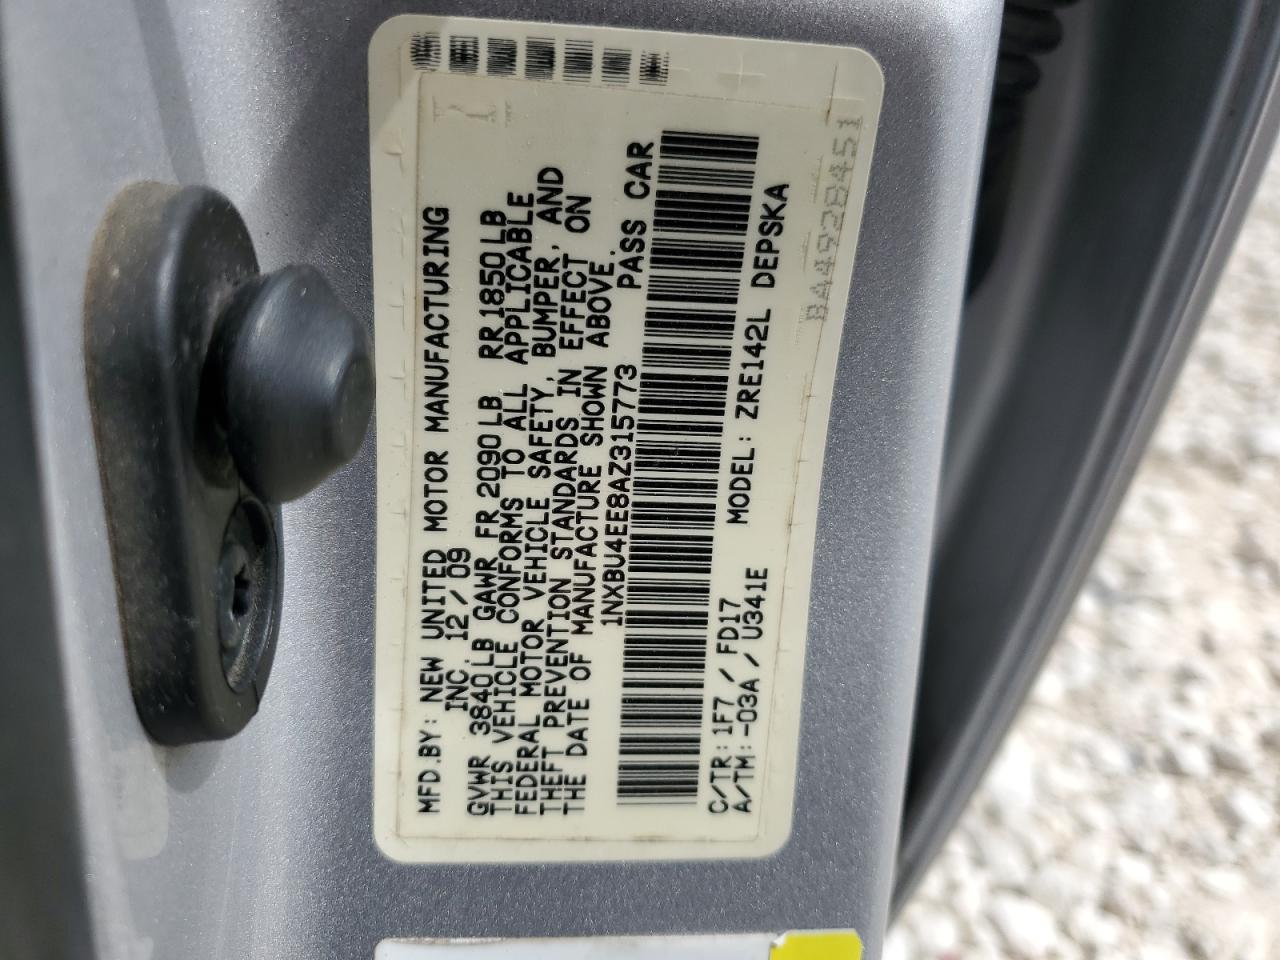 MFD.BY: NEW UNITED MOTOR MANUFACTURING
INC. 12/09
GVWR 3840LB GAWR FR 2090LB RR 1850LB
THIS VEHICLE CONFORMS TO ALL APPLICABLE
FEDERAL MOTOR VEHICLE SAFETY, BUMPER, AND
THEFT PREVENTION STANDARDS IN EFFECT ON
THE DATE OF MANUFACTURE SHOWN ABOVE.
1NXBU4EE8AZ315773 PASS CAR
C/TR: 1F7 / FD17 MODEL: ZRE142L DEPSKA
A/TM: -03A / U341E